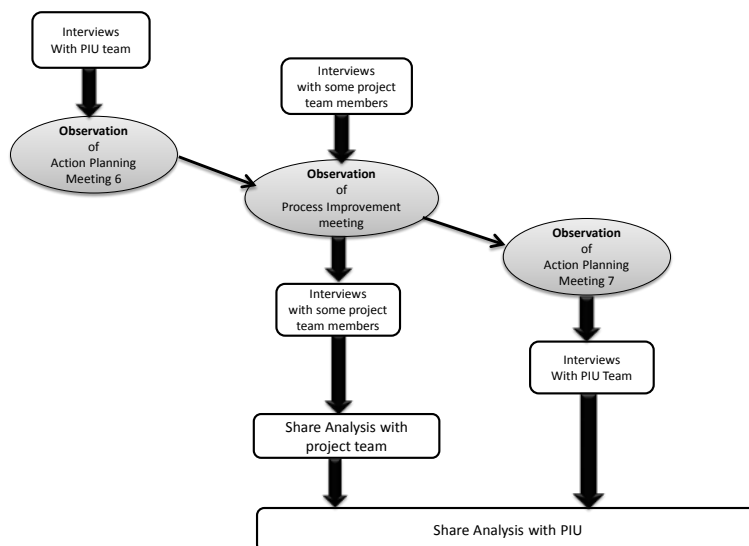 Interviews
With PIU team
Interviews
with some project
team members
Observation
of
Action Planning
Meeting 6
Observation
of
Process Improvement
meeting
Observation
of
Action Planning
Meeting 7
Interviews
with some project
team members
Interviews
With PIU Team
Share Analysis with
project team
Share Analysis with PIU